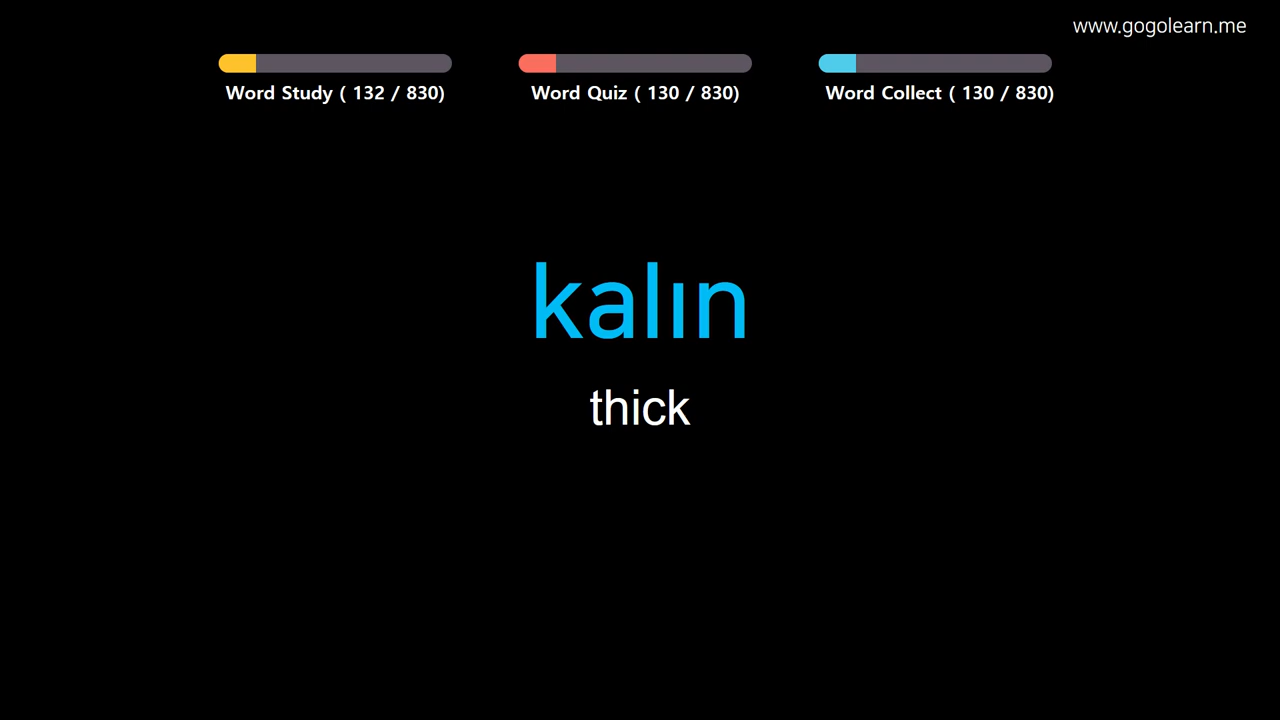 www.gogolearn.me
Word Study ( 132 / 830)
Word Quiz ( 130 / 830)
Word Collect ( 130 / 830)
kalın
thick